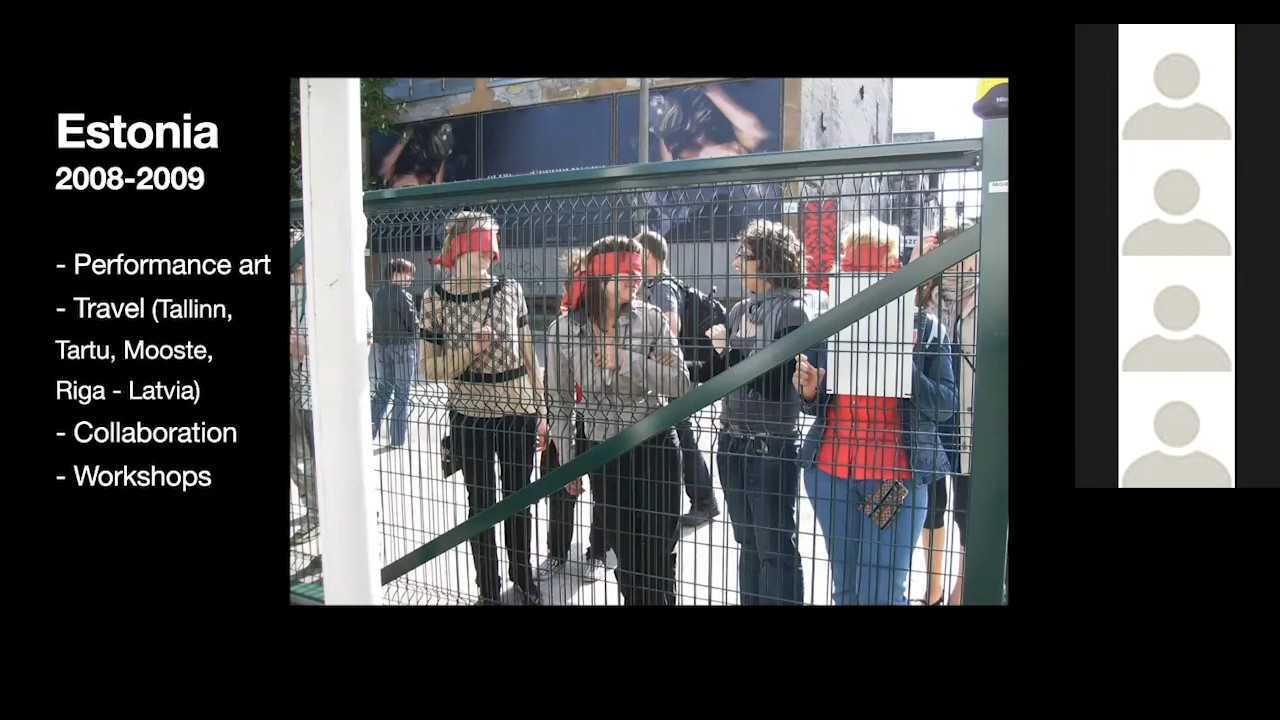 Estonia
2008-2009
- Performance art
- Travel (Tallinn,
Tartu, Mooste,
Riga - Latvia)
- Collaboration
- Workshops